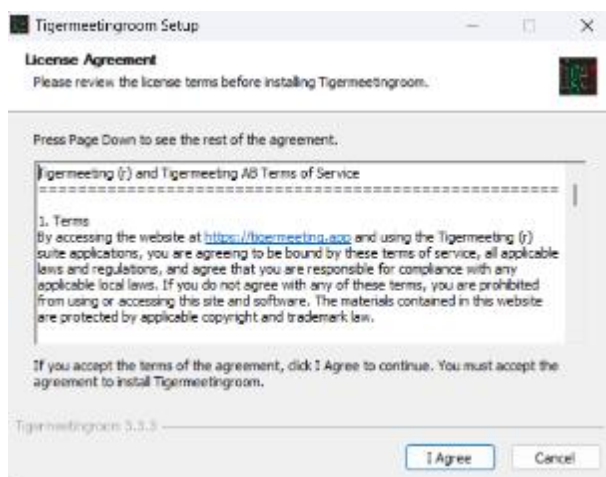 Tigermeetingroom Setup
License Agreement
Please review the license terms before installing Tigermeetingroom.
Press Page Down to see the rest of the agreement.
Tigermeeting (r) and Tigermeeting AB Terms of Service
============================================================
1. Terms
By accessing the website at https://tigermeeting.app and using the Tigermeeting (r)
suite applications, you are agreeing to be bound by these terms of service, all applicable
laws and regulations, and agree that you are responsible for compliance with any
applicable local laws. If you do not agree with any of these terms, you are prohibited
from using or accessing this site and software. The materials contained in this website
are protected by applicable copyright and trademark law.
If you accept the terms of the agreement, click I Agree to continue. You must accept the
agreement to install Tigermeetingroom.
Tigermeetingroom 3.3.3
I Agree
Cancel